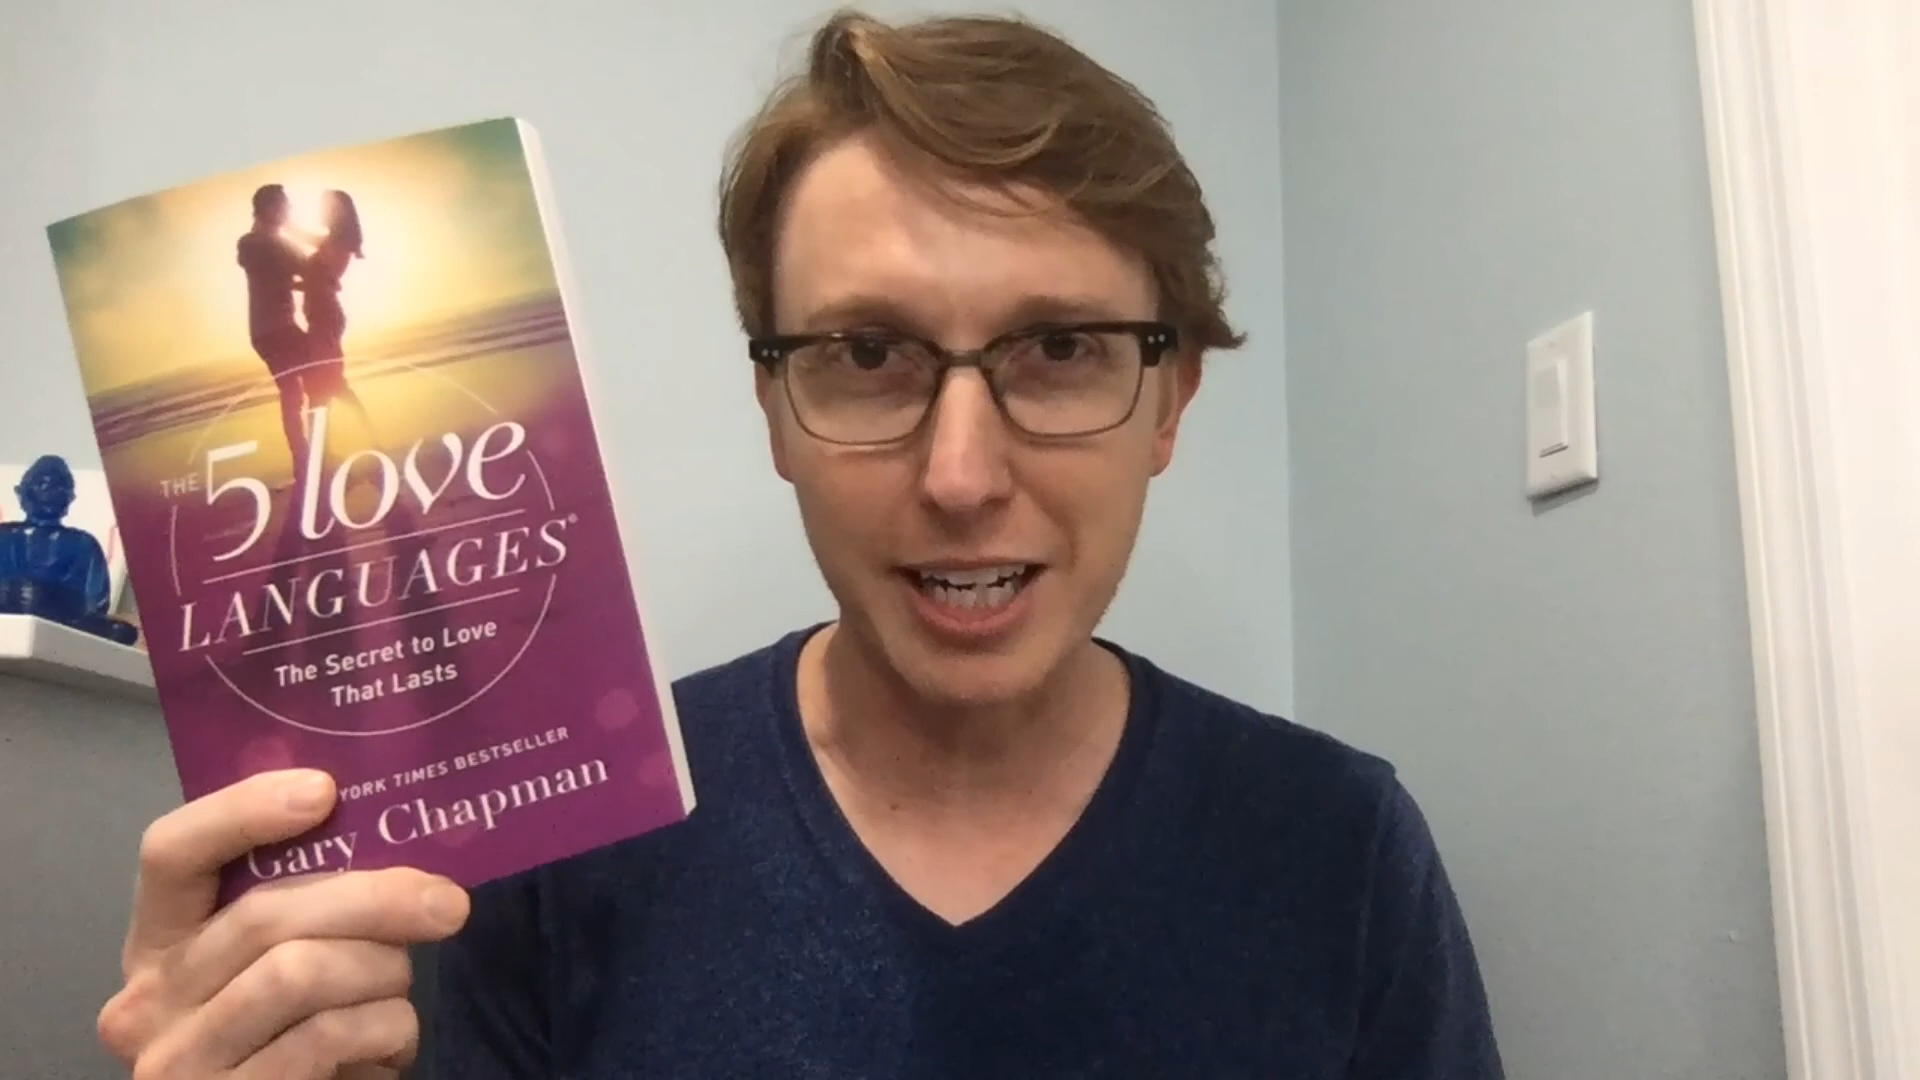 THE 5 love
LANGUAGES®
The Secret to Love
That Lasts
YORK TIMES BESTSELLER
Gary Chapman